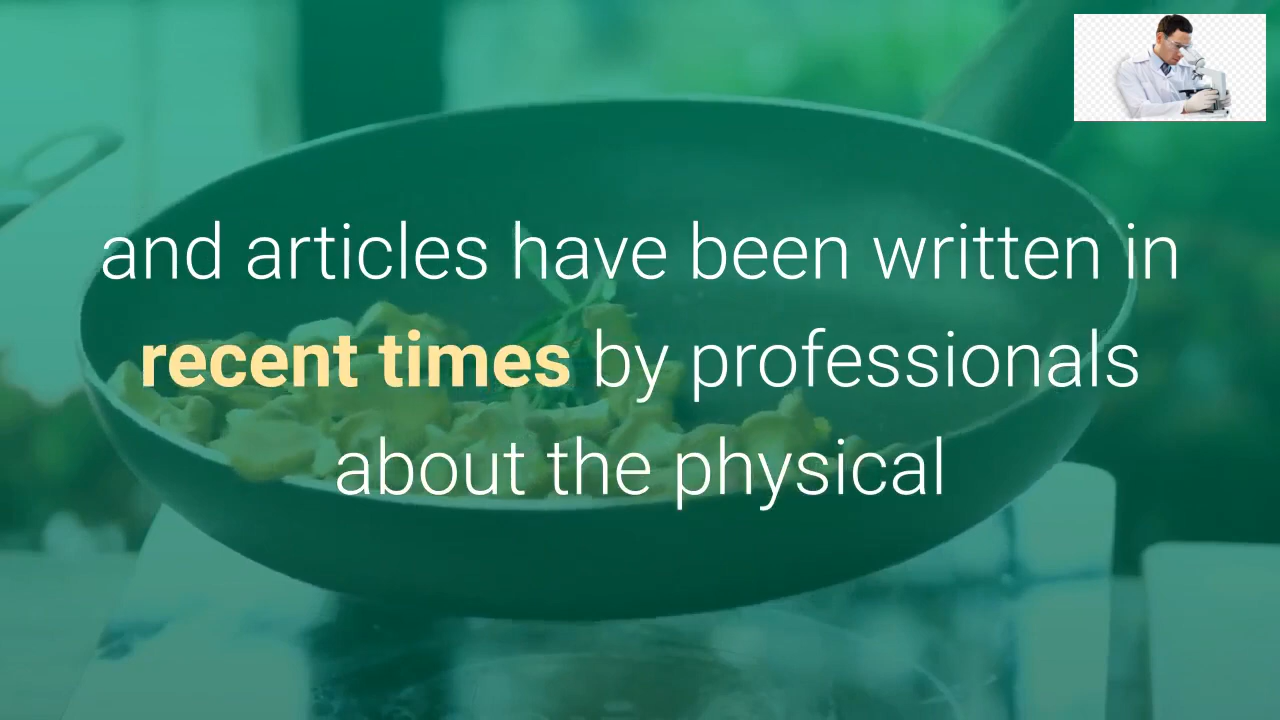 and articles have been written in
recent times by professionals
about the physical